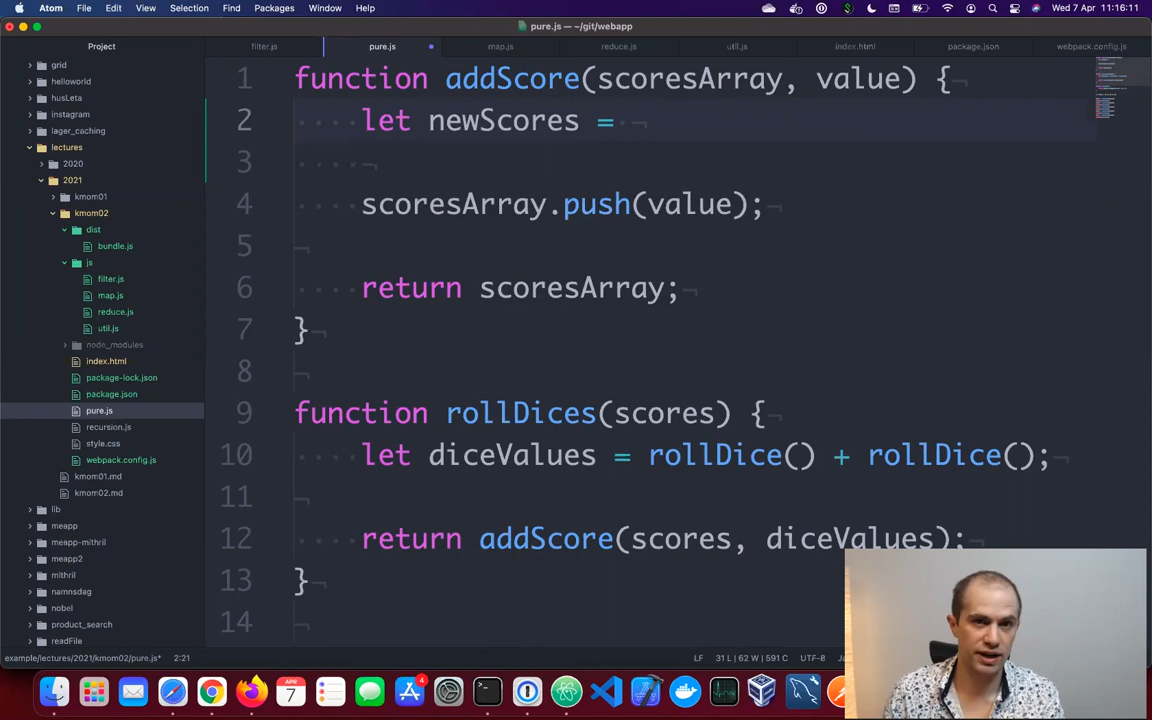 Atom File Edit View Selection Find Packages Window Help Wed 7 Apr 11:16:11
pure.js — ~/git/webapp
Project filter.js pure.js map.js reduce.js util.js index.html package.json webpack.config.js
grid
helloworld
husLeta
instagram
lager_caching
lectures
2020
2021
kmom01
kmom02
dist
bundle.js
js
filter.js
map.js
reduce.js
util.js
node_modules
index.html
package-lock.json
package.json
pure.js
recursion.js
style.css
webpack.config.js
kmom01.md
kmom02.md
lib
meapp
meapp-mithril
meapp2
mithril
namnsdag
nobel
product_search
readFile
1 function addScore(scoresArray, value) {
2 let newScores =
3
4 scoresArray.push(value);
5
6 return scoresArray;
7 }
8
9 function rollDices(scores) {
10 let diceValues = rollDice() + rollDice();
11
12 return addScore(scores, diceValues);
13 }
14
example/lectures/2021/kmom02/pure.js* 2:21 LF 31 L | 62 W | 591 C UTF-8
APR
7
4